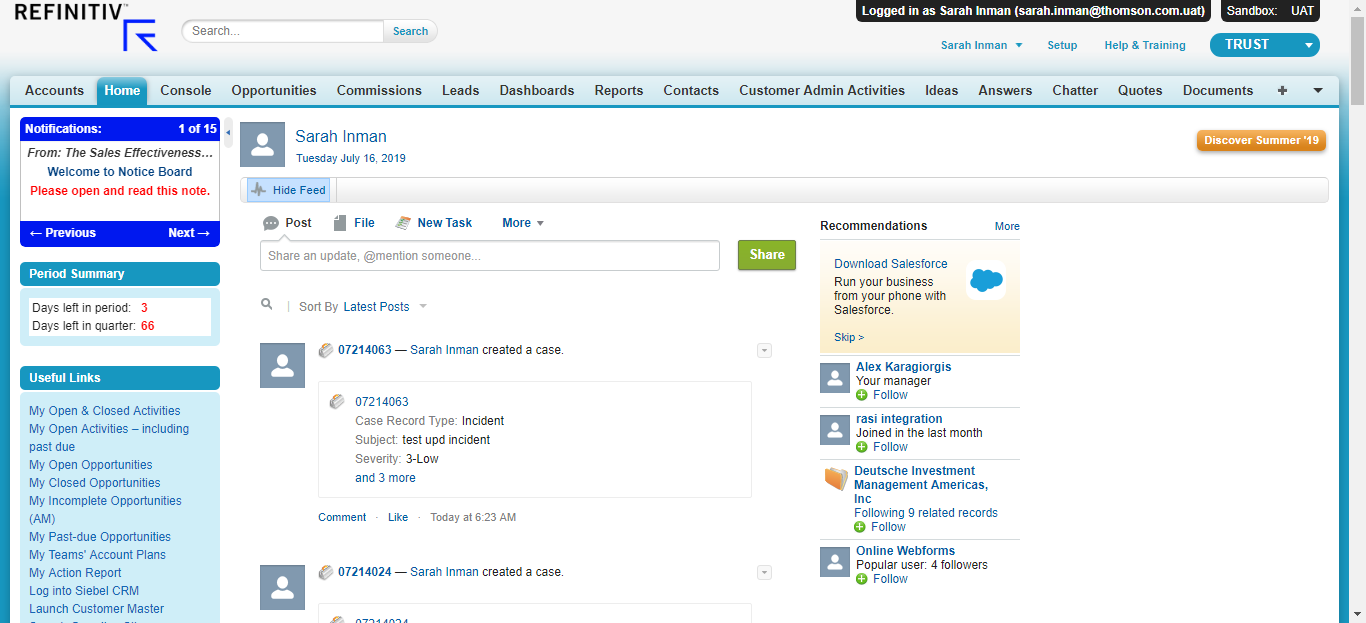 REFINITIV™
Search...
Search
Logged in as Sarah Inman (sarah.inman@thomson.com.uat)
Sandbox: UAT
Sarah Inman
Setup
Help & Training
TRUST
Accounts
Home
Console
Opportunities
Commissions
Leads
Dashboards
Reports
Contacts
Customer Admin Activities
Ideas
Answers
Chatter
Quotes
Documents
+
Notifications: 1 of 15
From: The Sales Effectiveness...
Welcome to Notice Board
Please open and read this note.
← Previous
Next →
Period Summary
Days left in period: 3
Days left in quarter: 66
Useful Links
My Open & Closed Activities
My Open Activities – including
past due
My Open Opportunities
My Closed Opportunities
My Incomplete Opportunities
(AM)
My Past-due Opportunities
My Teams' Account Plans
My Action Report
Log into Siebel CRM
Launch Customer Master
Sarah Inman
Tuesday July 16, 2019
Discover Summer '19
Hide Feed
Post
File
New Task
More
Share an update, @mention someone...
Share
Sort By Latest Posts
07214063 — Sarah Inman created a case.
07214063
Case Record Type: Incident
Subject: test upd incident
Severity: 3-Low
and 3 more
Comment · Like · Today at 6:23 AM
07214024 — Sarah Inman created a case.
07214024
Recommendations
More
Download Salesforce
Run your business
from your phone with
Salesforce.
Skip >
Alex Karagiorgis
Your manager
Follow
rasi integration
Joined in the last month
Follow
Deutsche Investment
Management Americas,
Inc
Following 9 related records
Follow
Online Webforms
Popular user: 4 followers
Follow